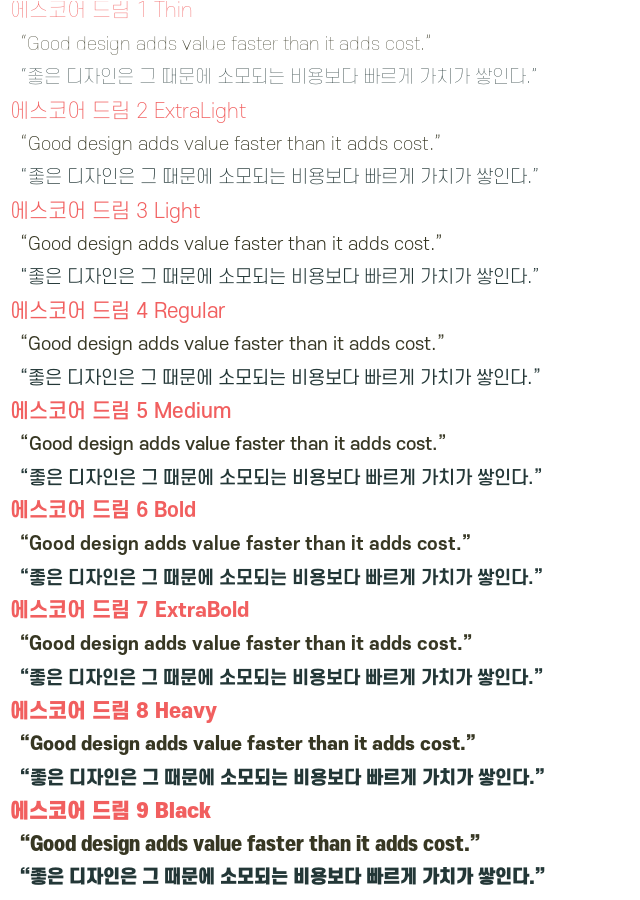 에스코어 드림 1 Thin
“Good design adds value faster than it adds cost.”
“좋은 디자인은 그 때문에 소모되는 비용보다 빠르게 가치가 쌓인다.”
에스코어 드림 2 ExtraLight
“Good design adds value faster than it adds cost.”
“좋은 디자인은 그 때문에 소모되는 비용보다 빠르게 가치가 쌓인다.”
에스코어 드림 3 Light
“Good design adds value faster than it adds cost.”
“좋은 디자인은 그 때문에 소모되는 비용보다 빠르게 가치가 쌓인다.”
에스코어 드림 4 Regular
“Good design adds value faster than it adds cost.”
“좋은 디자인은 그 때문에 소모되는 비용보다 빠르게 가치가 쌓인다.”
에스코어 드림 5 Medium
“Good design adds value faster than it adds cost.”
“좋은 디자인은 그 때문에 소모되는 비용보다 빠르게 가치가 쌓인다.”
에스코어 드림 6 Bold
“Good design adds value faster than it adds cost.”
“좋은 디자인은 그 때문에 소모되는 비용보다 빠르게 가치가 쌓인다.”
에스코어 드림 7 ExtraBold
“Good design adds value faster than it adds cost.”
“좋은 디자인은 그 때문에 소모되는 비용보다 빠르게 가치가 쌓인다.”
에스코어 드림 8 Heavy
“Good design adds value faster than it adds cost.”
“좋은 디자인은 그 때문에 소모되는 비용보다 빠르게 가치가 쌓인다.”
에스코어 드림 9 Black
“Good design adds value faster than it adds cost.”
“좋은 디자인은 그 때문에 소모되는 비용보다 빠르게 가치가 쌓인다.”